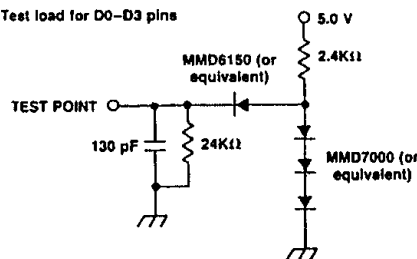 Test load for D0–D3 pins
5.0 V
2.4KΩ
MMD6150 (or
equivalent)
TEST POINT
130 pF
24KΩ
MMD7000 (or
equivalent)